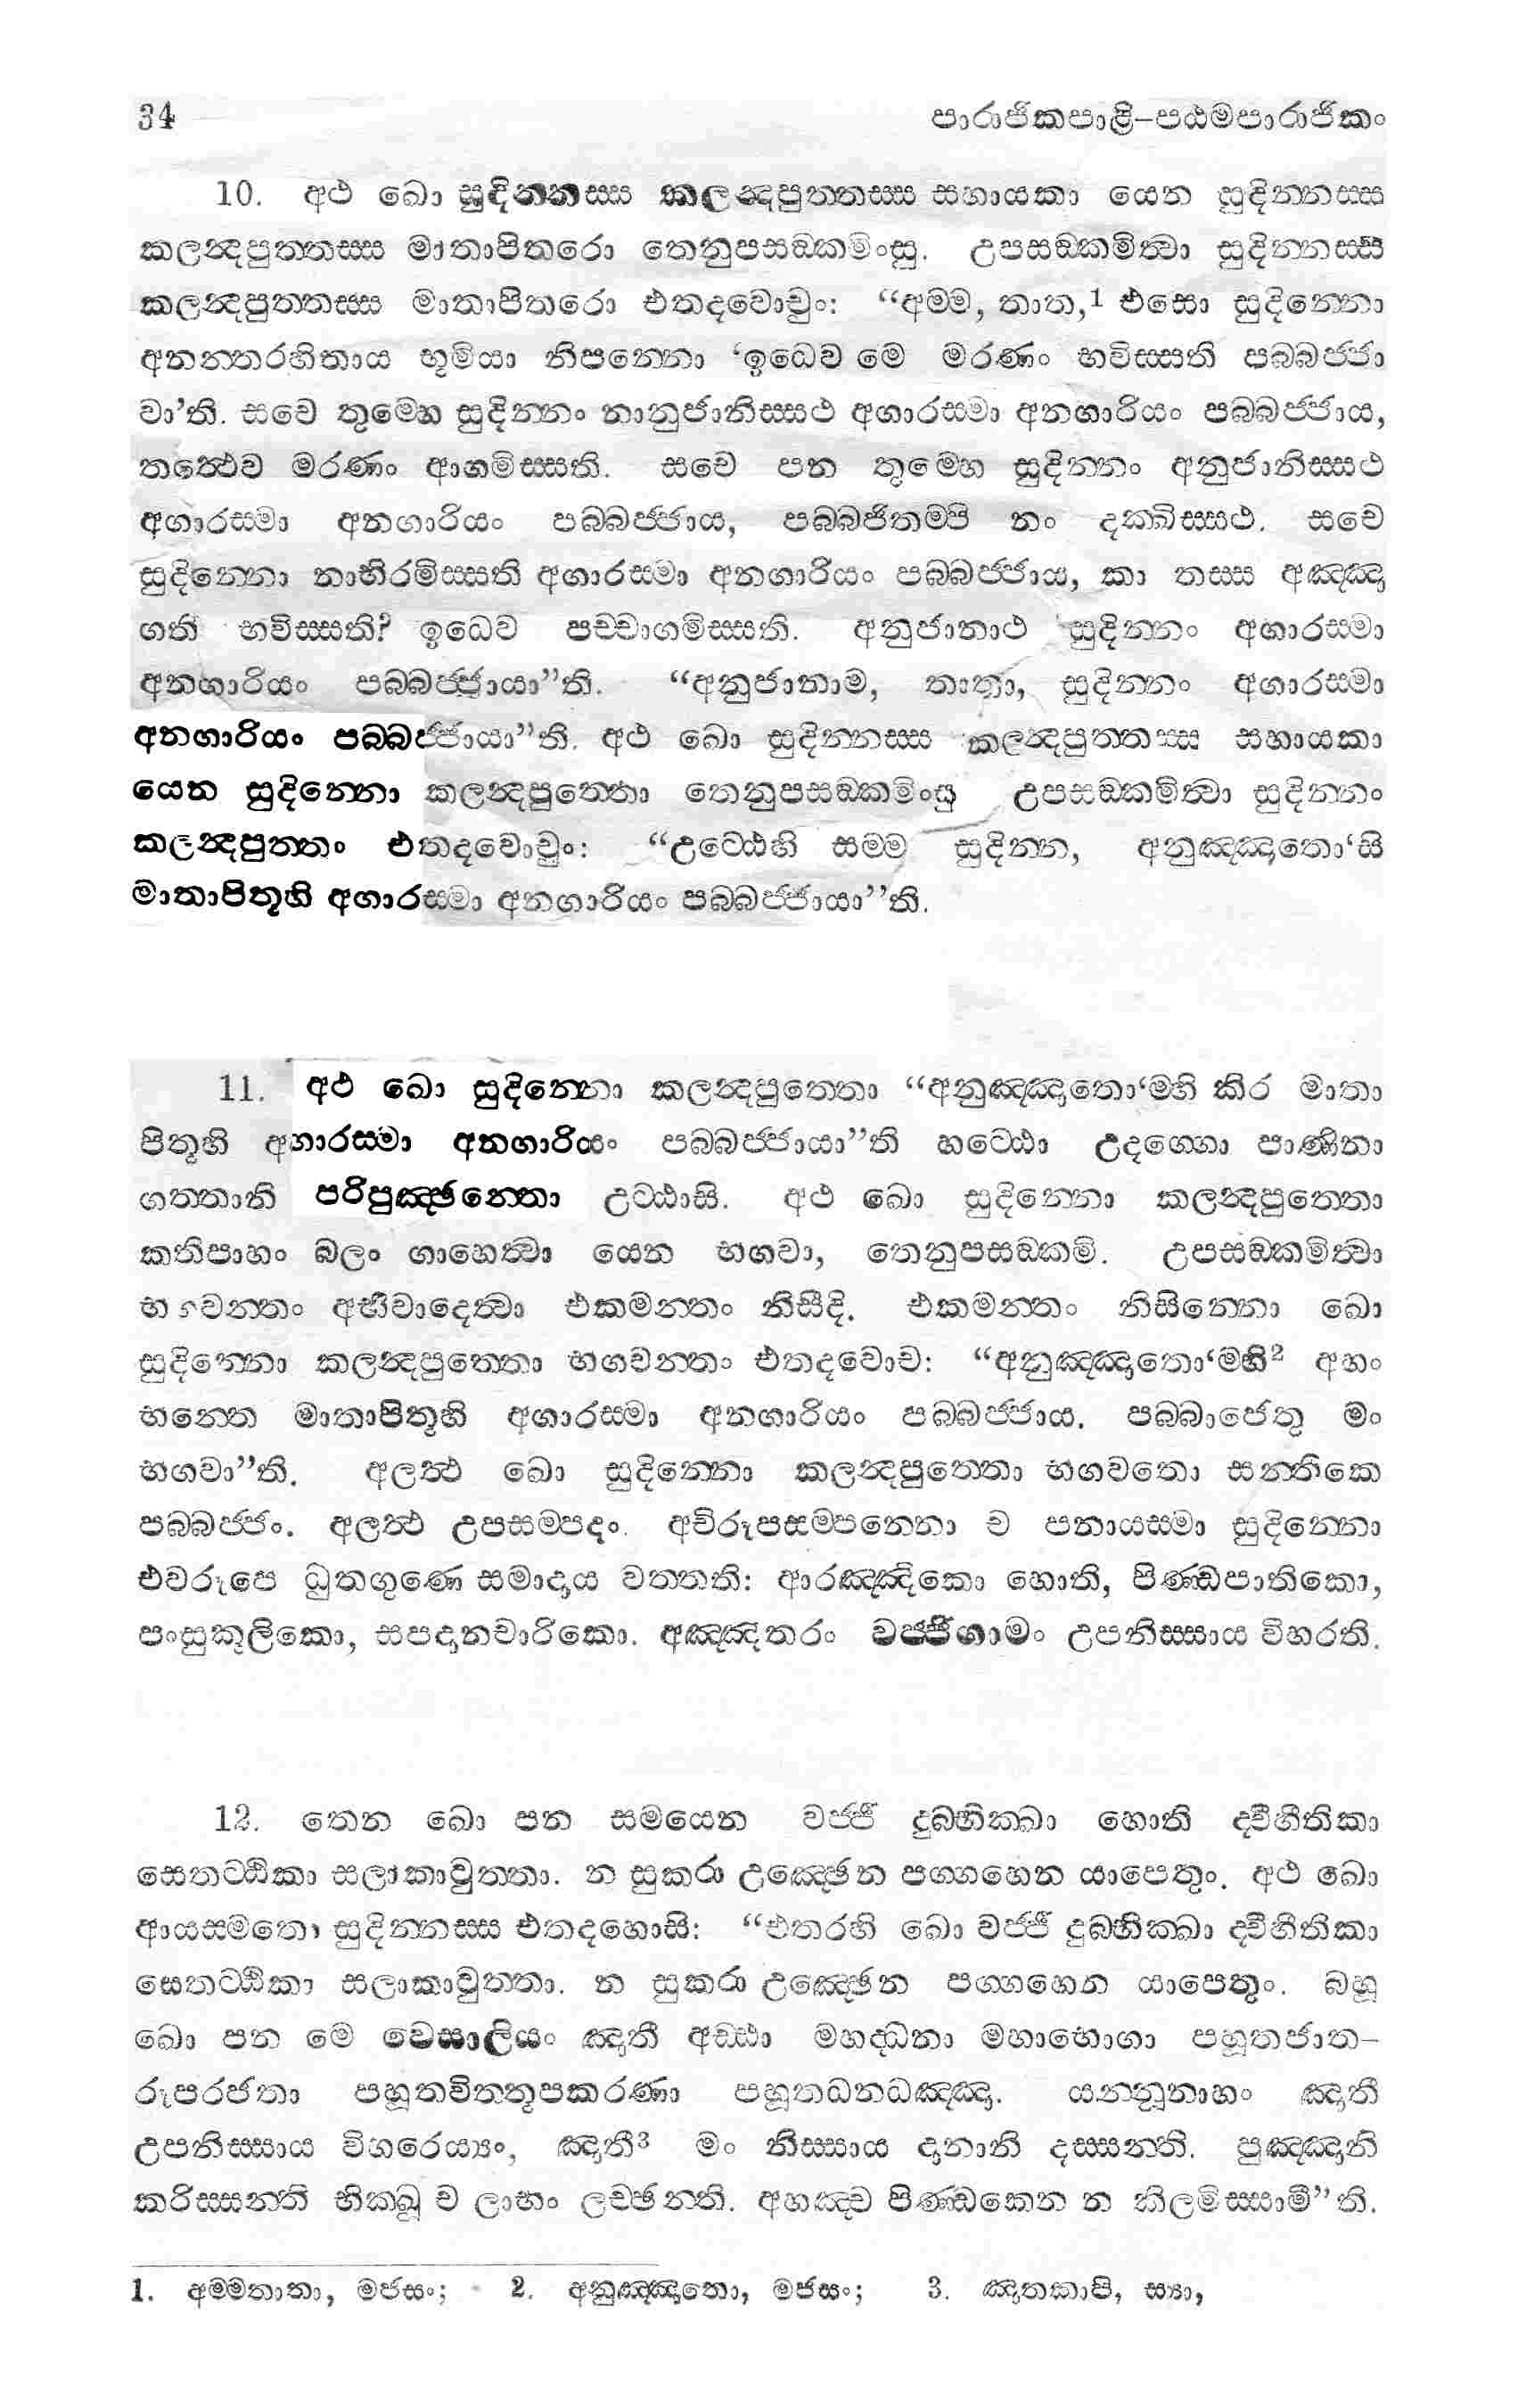 34 පාරාජිකපාළි–පඨමපාරාජිකං
10. අථ ඛො සුදින්නස්ස කලන්දපුත්තස්ස සහායකා යෙන සුදින්නස්ස
කලන්දපුත්තස්ස මාතාපිතරො තෙනුපසඞ්කමිංසු. උපසඞ්කමිත්වා සුදින්නස්ස
කලන්දපුත්තස්ස මාතාපිතරො එතදවොචුං: “අම්ම, තාත,1 එසො සුදින්නො
අනන්තරහිතාය භූමියා නිපන්නො ‘ඉධෙව මෙ මරණං භවිස්සති පබ්බජ්ජා
වා’ති. සචෙ තුම්හෙ සුදින්නං නානුජානිස්සථ අගාරස්මා අනගාරියං පබ්බජ්ජාය,
තත්ථෙව මරණං ආගමිස්සති. සචෙ පන තුම්හෙ සුදින්නං අනුජානිස්සථ
අගාරස්මා අනගාරියං පබ්බජ්ජාය, පබ්බජිතම්පි නං දක්ඛිස්සථ. සචෙ
සුදින්නො නාභිරමිස්සති අගාරස්මා අනගාරියං පබ්බජ්ජාය, කා තස්ස අඤ්ඤා
ගති භවිස්සති? ඉධෙව පච්චාගමිස්සති. අනුජානාථ සුදින්නං අගාරස්මා
අනගාරියං පබ්බජ්ජායා”ති. “අනුජානාම, තාතා, සුදින්නං අගාරස්මා
අනගාරියං පබ්බජ්ජායා”ති. අථ ඛො සුදින්නස්ස කලන්දපුත්තස්ස සහායකා
යෙන සුදින්නො කලන්දපුත්තො තෙනුපසඞ්කමිංසු උපසඞ්කමිත්වා සුදින්නං
කලන්දපුත්තං එතදවොචුං: “උට්ඨෙහි සම්ම සුදින්න, අනුඤ්ඤාතො‘සි
මාතාපිතූහි අගාරස්මා අනගාරියං පබ්බජ්ජායා”ති.
11. අථ ඛො සුදින්නො කලන්දපුත්තො “අනුඤ්ඤාතො‘ම්හි කිර මාතා
පිතූහි අගාරස්මා අනගාරියං පබ්බජ්ජායා”ති හට්ඨො උදග්ගො පාණිනා
ගත්තානි පරිපුඤ්ඡන්තො උට්ඨාසි. අථ ඛො සුදින්නො කලන්දපුත්තො
කතිපාහං බලං ගාහෙත්වා යෙන භගවා, තෙනුපසඞ්කමි. උපසඞ්කමිත්වා
භගවන්තං අභිවාදෙත්වා එකමන්තං නිසීදි. එකමන්තං නිසින්නො ඛො
සුදින්නො කලන්දපුත්තො භගවන්තං එතදවොච: “අනුඤ්ඤාතො‘ම්හි2 අහං
භන්තෙ මාතාපිතූහි අගාරස්මා අනගාරියං පබ්බජ්ජාය. පබ්බාජෙතු මං
භගවා”ති. අලත්ථ ඛො සුදින්නො කලන්දපුත්තො භගවතො සන්තිකෙ
පබ්බජ්ජං. අලත්ථ උපසම්පදං. අචිරූපසම්පන්නො ච පනායස්මා සුදින්නො
එවරූපෙ ධුතගුණෙ සමාදාය වත්තති: ආරඤ්ඤිකො හොති, පිණ්ඩපාතිකො,
පංසුකූලිකො, සපදානචාරිකො. අඤ්ඤතරං වජ්ජිගාමං උපනිස්සාය විහරති.
12. තෙන ඛො පන සමයෙන වජ්ජී දුබ්භික්ඛා හොති ද්වීහිතිකා
සෙතට්ඨිකා සලාකාවුත්තා. න සුකරා උඤ්ඡෙන පග්ගහෙන යාපෙතුං. අථ ඛො
ආයස්මතො සුදින්නස්ස එතදහොසි: “එතරහි ඛො වජ්ජී දුබ්භික්ඛා ද්වීහිතිකා
සෙතට්ඨිකා සලාකාවුත්තා. න සුකරා උඤ්ඡෙන පග්ගහෙන යාපෙතුං. බහූ
ඛො පන මෙ වෙසාලියං ඤාතී අඩ්ඪා මහද්ධනා මහාභොගා පහූතජාත–
රූපරජතා පහූතවිත්තූපකරණා පහූතධනධඤ්ඤා. යන්නූනාහං ඤාතී
උපනිස්සාය විහරෙය්‍යං, ඤාතී3 මං නිස්සාය දානානි දස්සන්ති. පුඤ්ඤානි
කරිස්සන්ති භික්ඛූ ච ලාභං ලච්ඡන්ති. අහඤ්ච පිණ්ඩකෙන න කිලමිස්සාමී”ති.
1. අම්මතාතා, මජසං; 2. අනුඤ්ඤාතො, මජසං; 3. ඤාතකාපි, ස්‍යා,